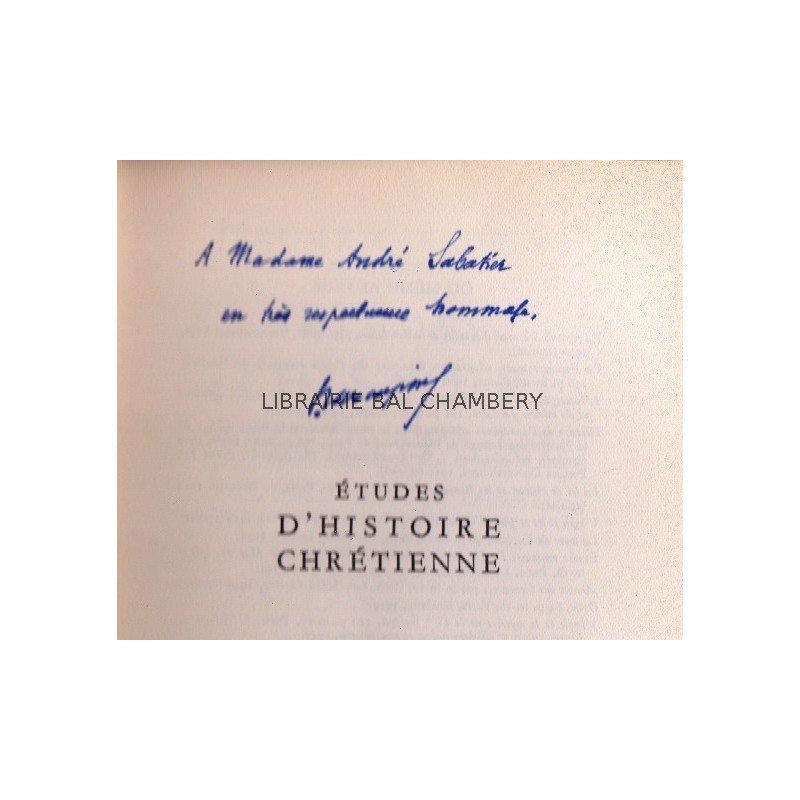 A Madame André Sabatier
en très respectueux hommage.
LIBRAIRIE BAL CHAMBERY
ÉTUDES
D'HISTOIRE
CHRÉTIENNE